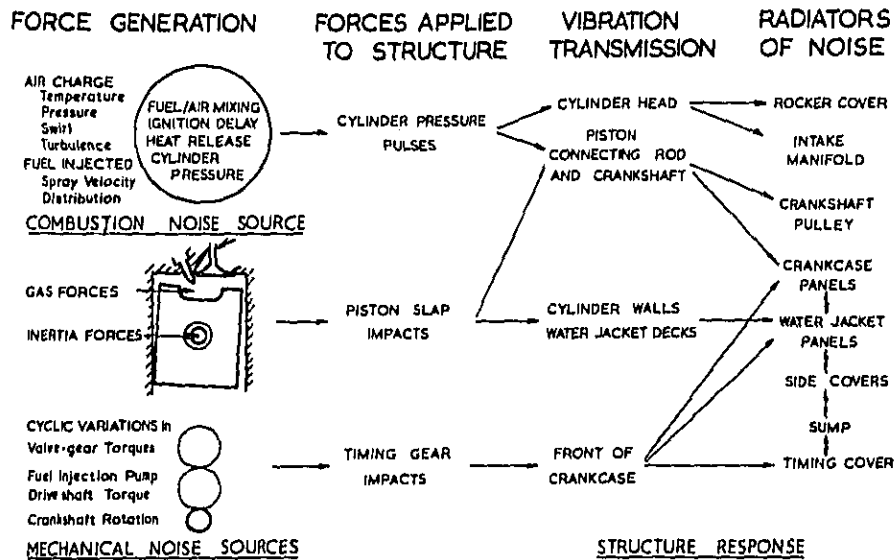 FORCE GENERATION
FORCES APPLIED
TO STRUCTURE
VIBRATION
TRANSMISSION
RADIATORS
OF NOISE
AIR CHARGE
Temperature
Pressure
Swirl
Turbulence
FUEL INJECTED
Spray Velocity
Distribution
FUEL/AIR MIXING
IGNITION DELAY
HEAT RELEASE
CYLINDER
PRESSURE
COMBUSTION NOISE SOURCE
CYLINDER PRESSURE
PULSES
CYLINDER HEAD
PISTON
CONNECTING ROD
AND CRANKSHAFT
ROCKER COVER
INTAKE
MANIFOLD
CRANKSHAFT
PULLEY
CRANKCASE
PANELS
GAS FORCES
INERTIA FORCES
PISTON SLAP
IMPACTS
CYLINDER WALLS
WATER JACKET DECKS
WATER JACKET
PANELS
SIDE COVERS
SUMP
CYCLIC VARIATIONS in
Valve-gear Torques
Fuel Injection Pump
Driveshaft Torque
Crankshaft Rotation
TIMING GEAR
IMPACTS
FRONT OF
CRANKCASE
TIMING COVER
MECHANICAL NOISE SOURCES
STRUCTURE RESPONSE